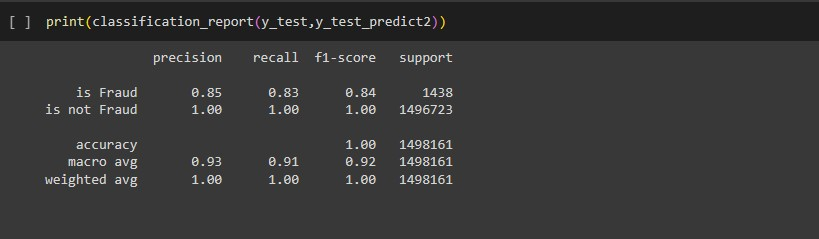 [ ] print(classification_report(y_test,y_test_predict2))
precision recall f1-score support
is Fraud 0.85 0.83 0.84 1438
is not Fraud 1.00 1.00 1.00 1496723
accuracy 1.00 1498161
macro avg 0.93 0.91 0.92 1498161
weighted avg 1.00 1.00 1.00 1498161